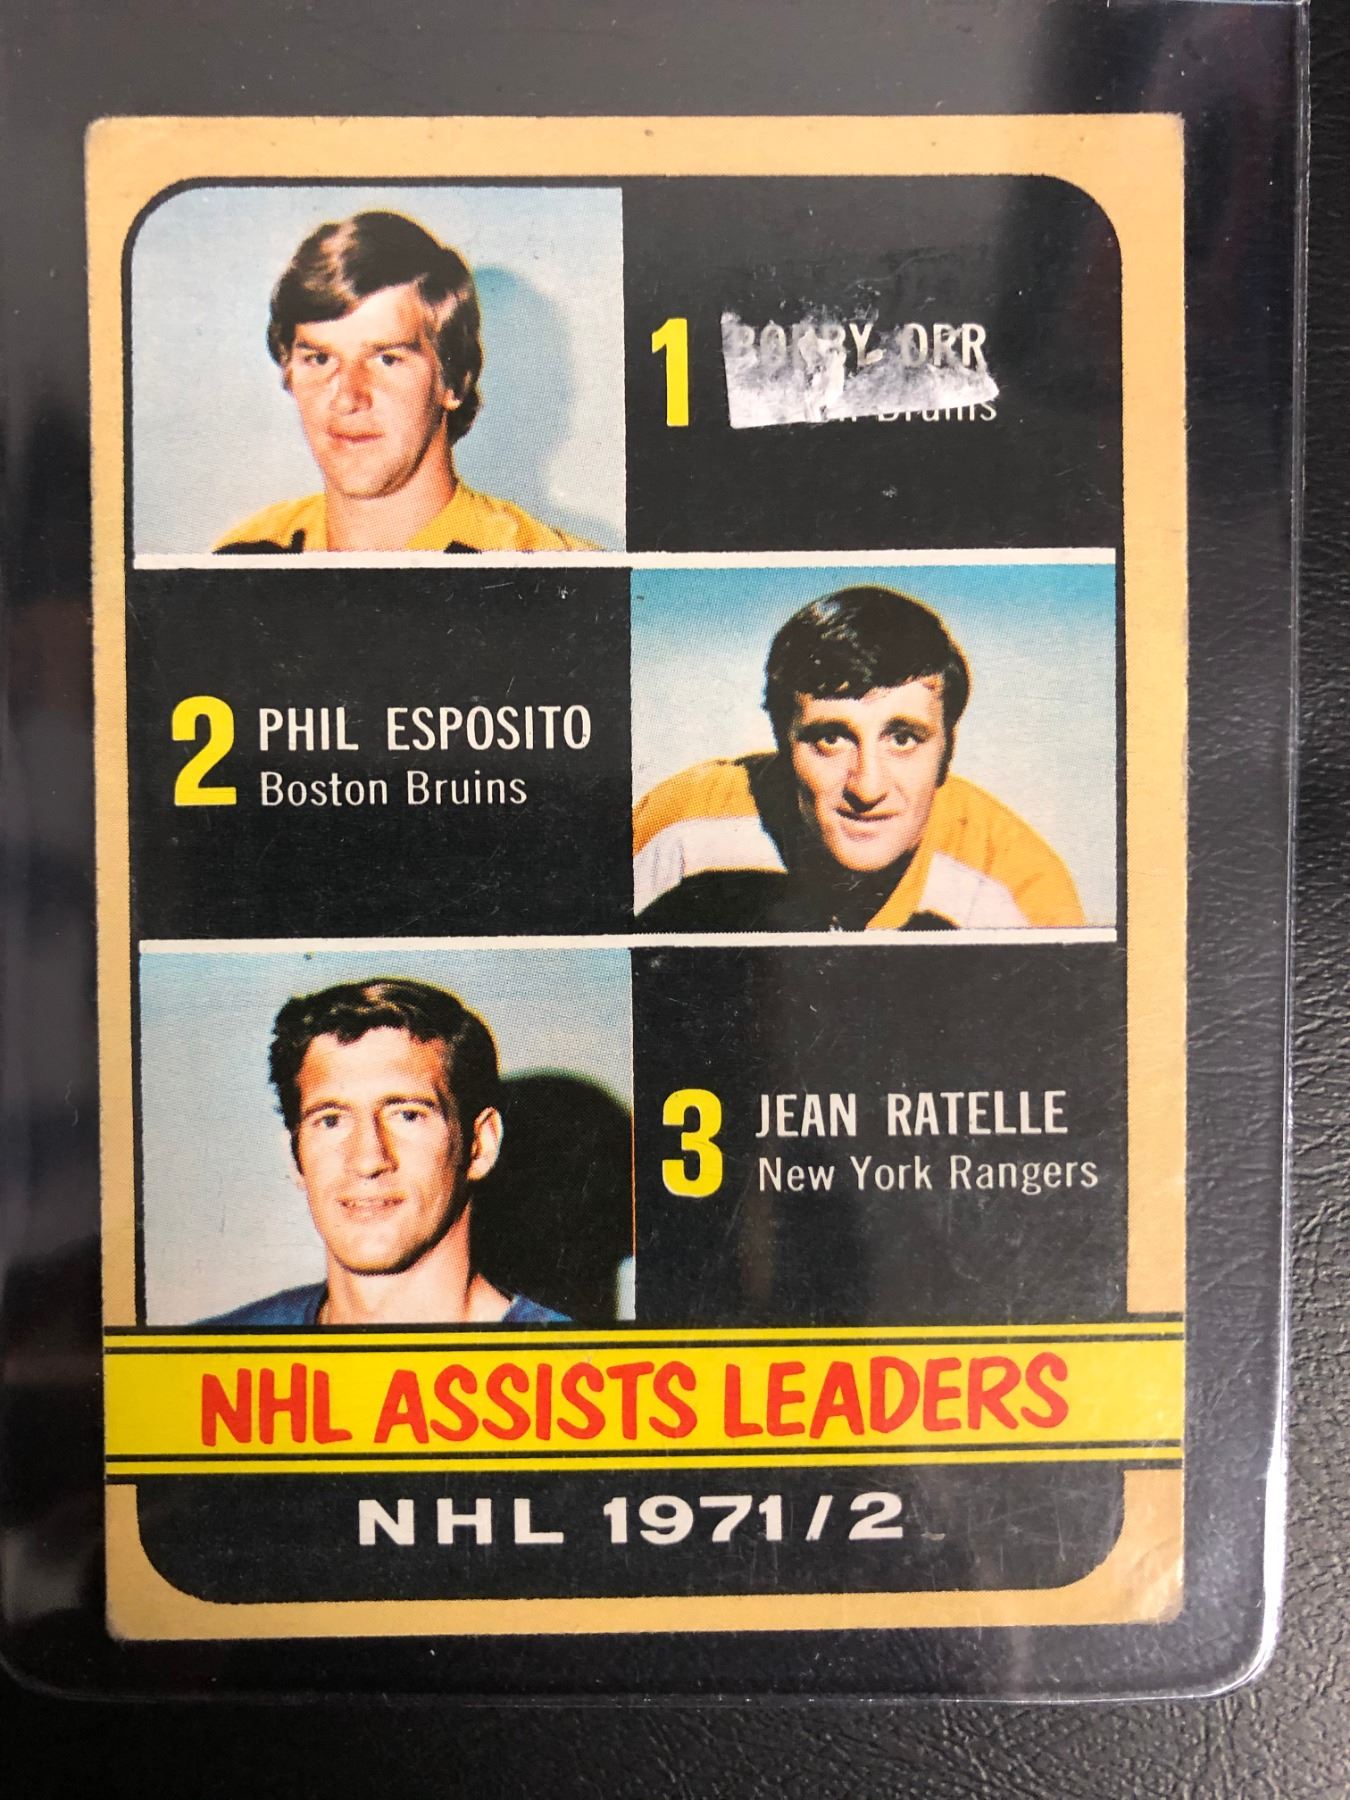 1 BOBBY ORR
Bruins
2 PHIL ESPOSITO
Boston Bruins
3 JEAN RATELLE
New York Rangers
NHL ASSISTS LEADERS
NHL 1971/2